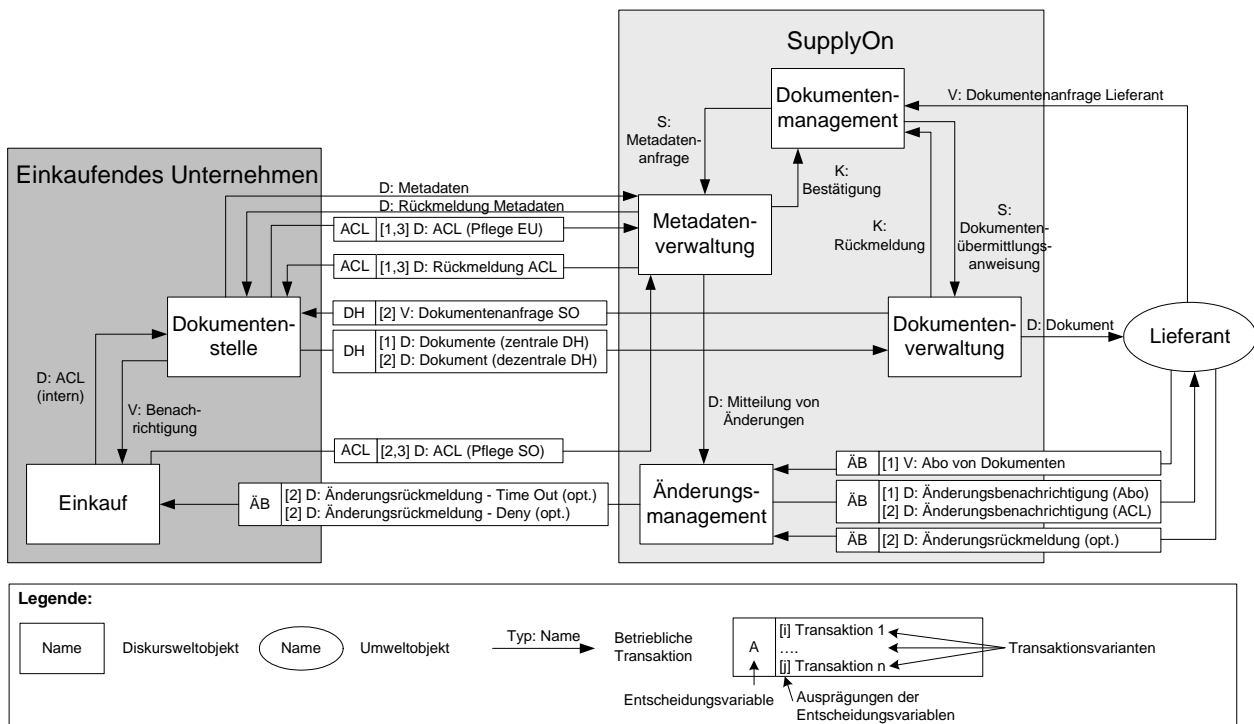 SupplyOn
Dokumenten-
management
V: Dokumentenanfrage Lieferant
S:
Metadaten-
anfrage
K:
Bestätigung
Einkaufendes Unternehmen
D: Metadaten
D: Rückmeldung Metadaten
ACL [1,3] D: ACL (Pflege EU)
Metadaten-
verwaltung
K:
Rückmeldung
S:
Dokumenten-
übermittlungs-
anweisung
ACL [1,3] D: Rückmeldung ACL
Dokumenten-
stelle
DH [2] V: Dokumentenanfrage SO
DH [1] D: Dokumente (zentrale DH)
[2] D: Dokument (dezentrale DH)
Dokumenten-
verwaltung
D: Dokument
Lieferant
D: ACL
(intern)
V: Benach-
richtigung
D: Mitteilung von
Änderungen
ACL [2,3] D: ACL (Pflege SO)
Einkauf
ÄB [2] D: Änderungsrückmeldung - Time Out (opt.)
[2] D: Änderungsrückmeldung - Deny (opt.)
Änderungs-
management
ÄB [1] V: Abo von Dokumenten
ÄB [1] D: Änderungsbenachrichtigung (Abo)
[2] D: Änderungsbenachrichtigung (ACL)
ÄB [2] D: Änderungsrückmeldung (opt.)
Legende:
Name
Diskursweltobjekt
Name
Umweltobjekt
Typ: Name
Betriebliche
Transaktion
A
[i] Transaktion 1
....
[j] Transaktion n
Transaktionsvarianten
Entscheidungsvariable
Ausprägungen der
Entscheidungsvariablen